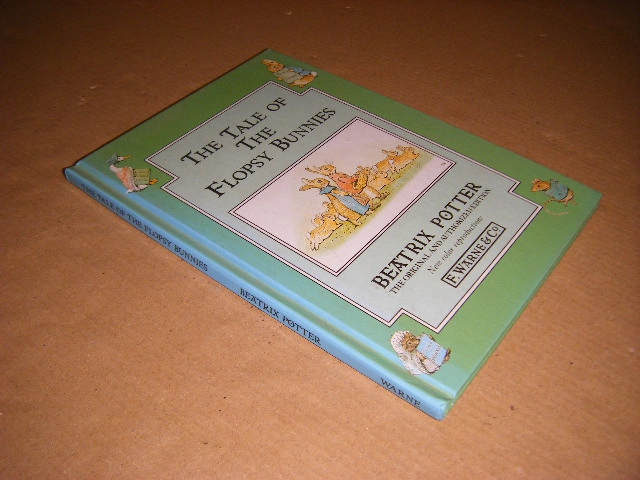 THE TALE OF
THE
FLOPSY BUNNIES
BEATRIX POTTER
THE ORIGINAL AND AUTHORIZED EDITION
New color reproductions
F. WARNE & Co
THE TALE OF THE FLOPSY BUNNIES
BEATRIX POTTER
WARNE